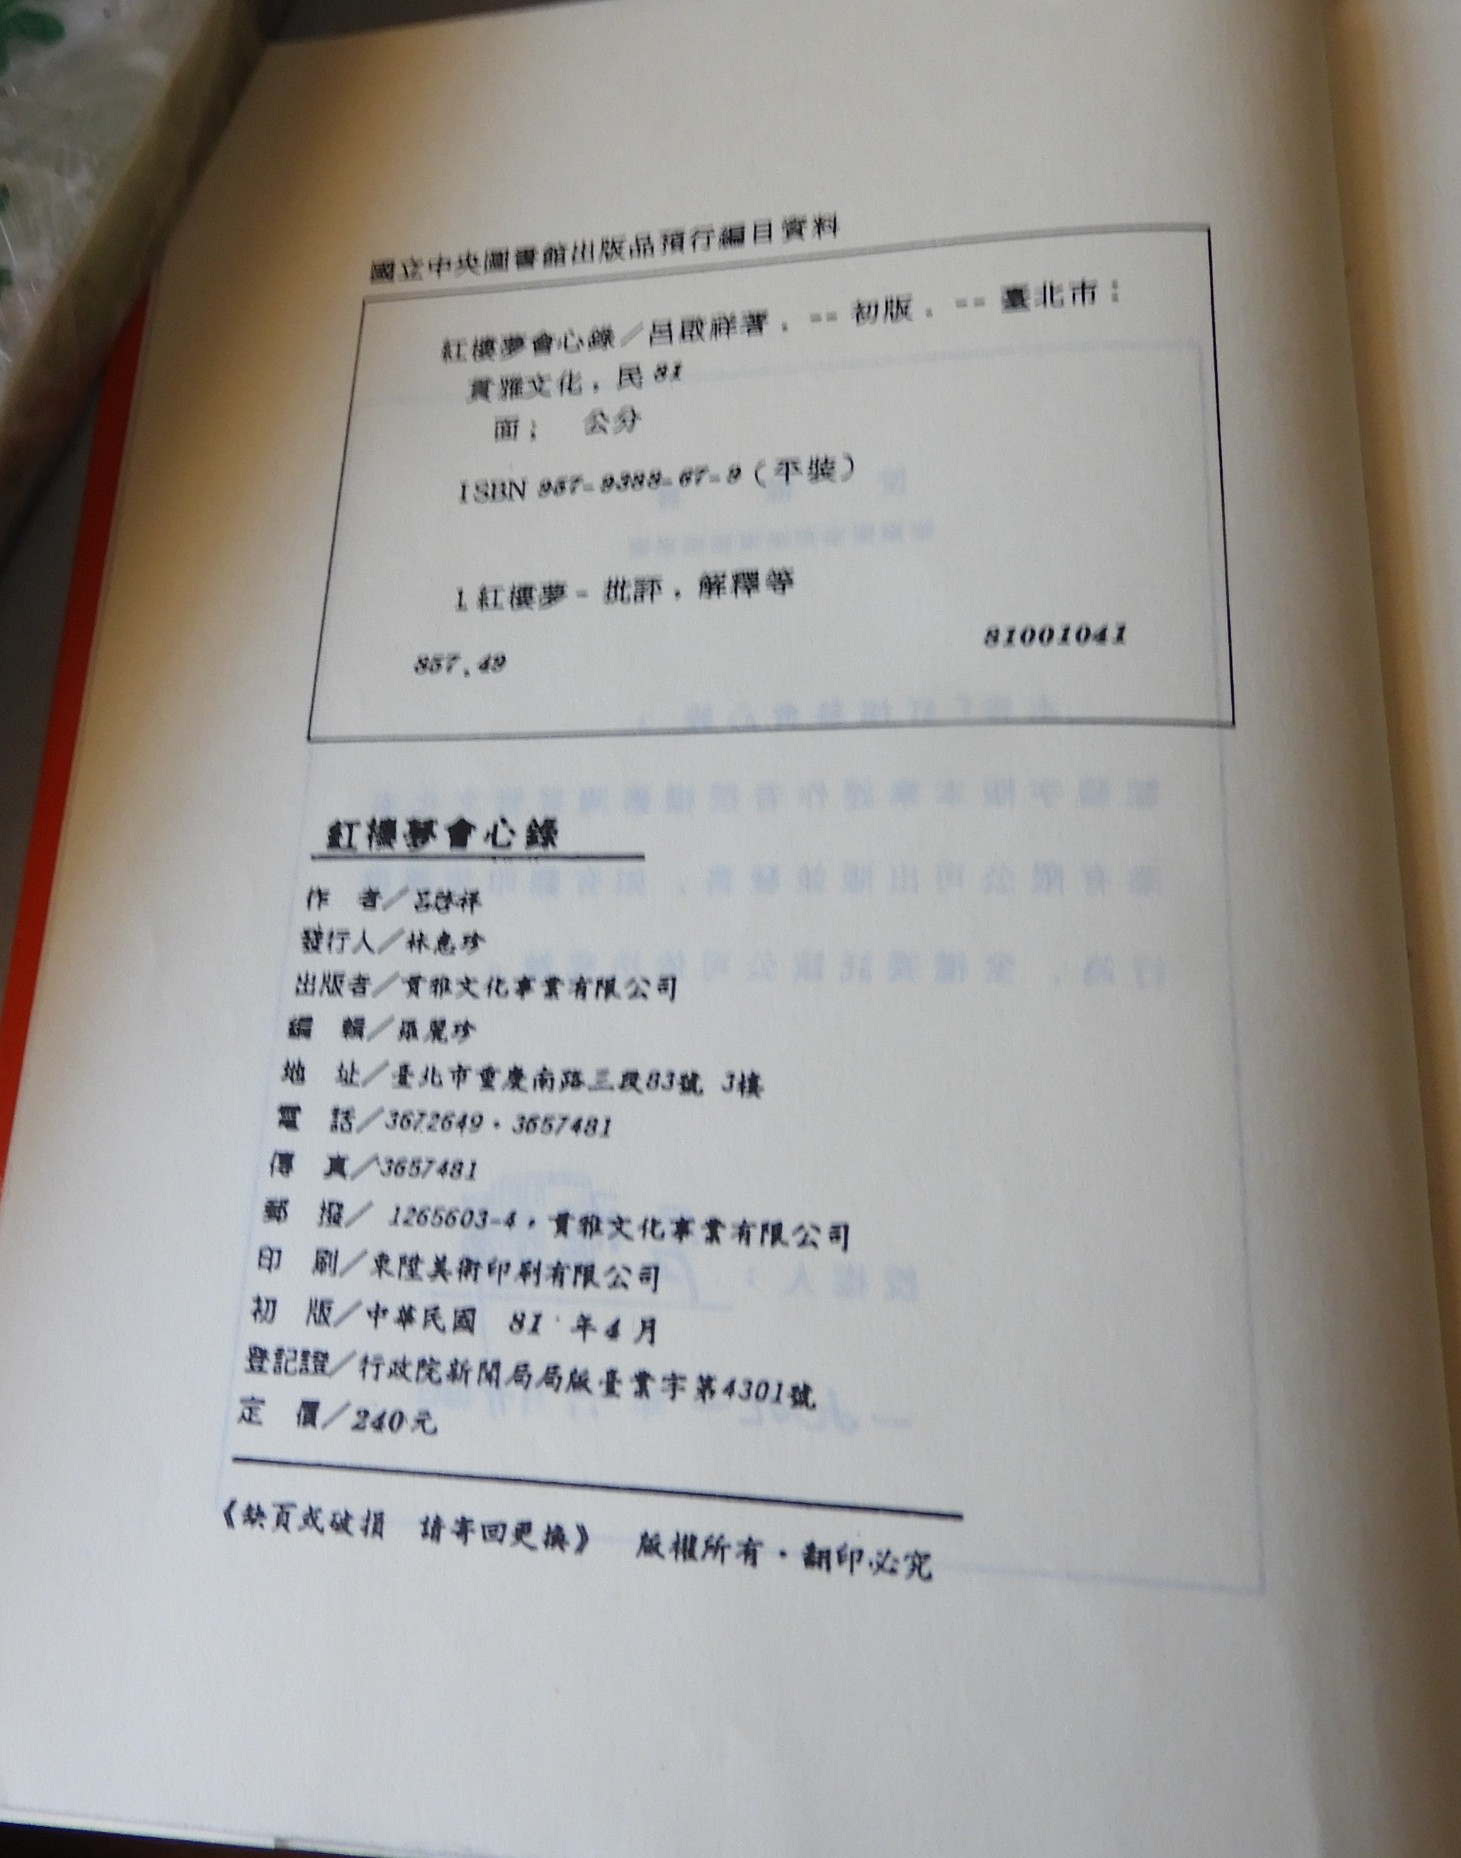 國立中央圖書館出版品預行編目資料
紅樓夢會心錄／呂啟祥著. -- 初版. -- 臺北市：
貫雅文化，民81
面；　公分
ISBN 957-9388-67-9（平裝）
1.紅樓夢－批評，解釋等
857.49
81001041
紅樓夢會心錄
作　者／呂啓祥
發行人／林惠珍
出版者／貫雅文化事業有限公司
編　輯／羅麗珍
地　址／臺北市重慶南路三段83號 3樓
電　話／3672649・3657481
傳　真／3657481
郵　撥／ 1265603-4，貫雅文化事業有限公司
印　刷／東陞美術印刷有限公司
初　版／中華民國　81　年4月
登記證／行政院新聞局局版臺業字第4301號
定　價／240元
《缺頁或破損　請寄回更換》　版權所有・翻印必究